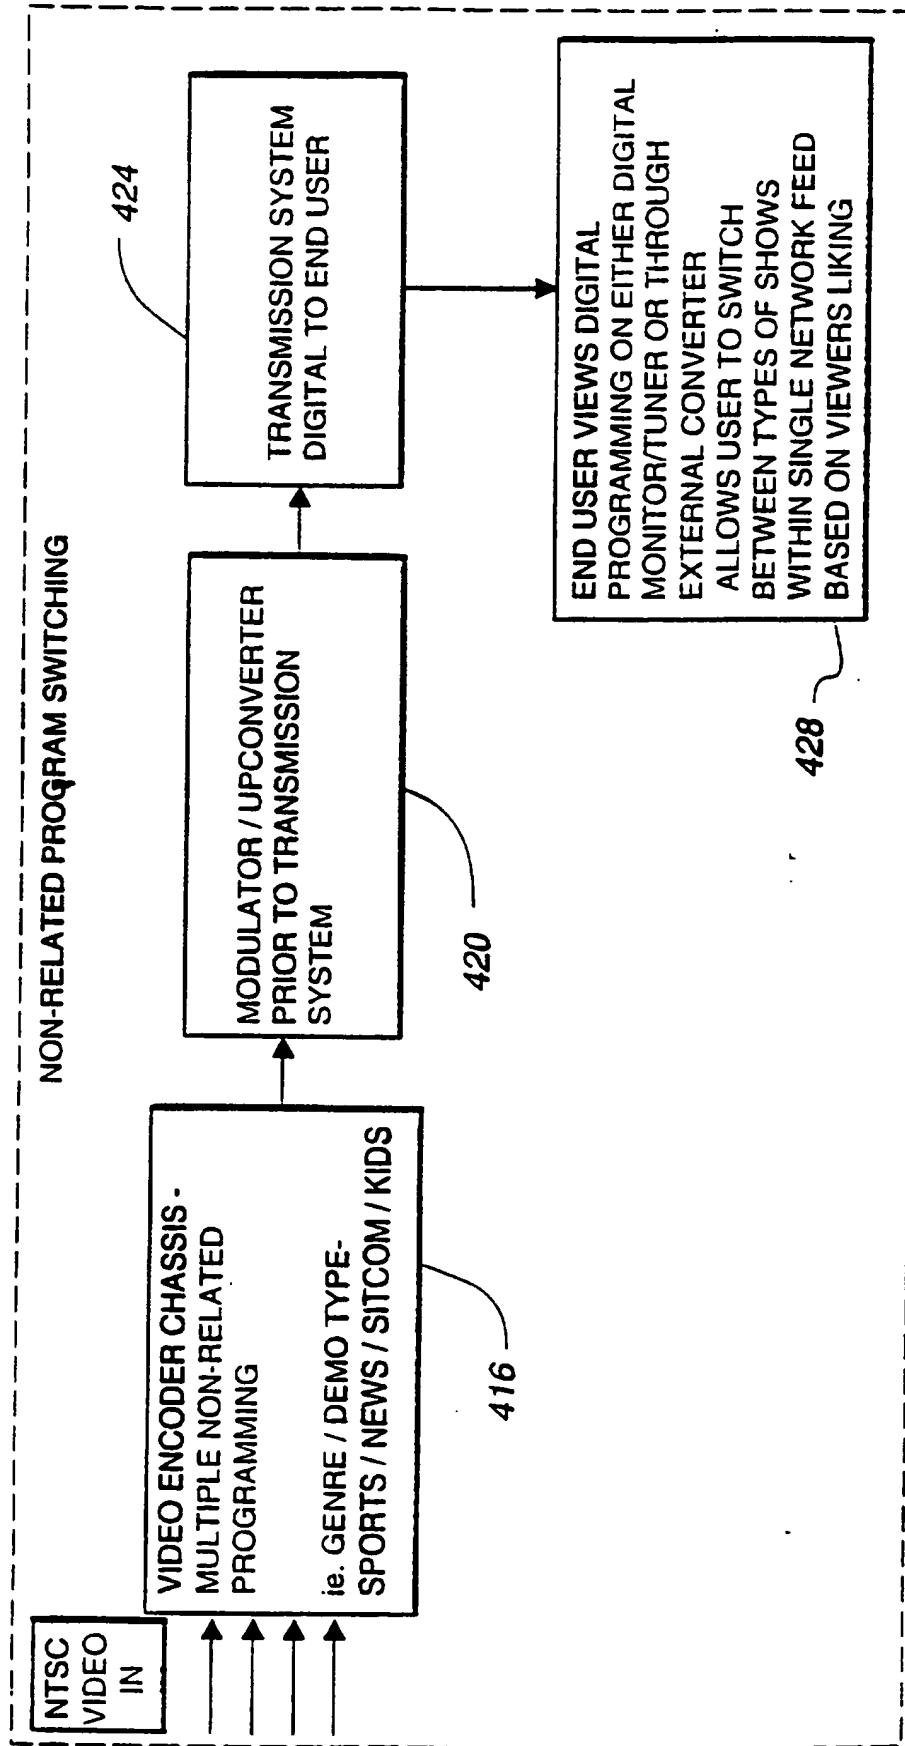 NON-RELATED PROGRAM SWITCHING
NTSC
VIDEO
IN
VIDEO ENCODER CHASSIS -
MULTIPLE NON-RELATED
PROGRAMMING
ie. GENRE / DEMO TYPE-
SPORTS / NEWS / SITCOM / KIDS
416
MODULATOR / UPCONVERTER
PRIOR TO TRANSMISSION
SYSTEM
420
TRANSMISSION SYSTEM
DIGITAL TO END USER
424
END USER VIEWS DIGITAL
PROGRAMMING ON EITHER DIGITAL
MONITOR/TUNER OR THROUGH
EXTERNAL CONVERTER
ALLOWS USER TO SWITCH
BETWEEN TYPES OF SHOWS
WITHIN SINGLE NETWORK FEED
BASED ON VIEWERS LIKING
428